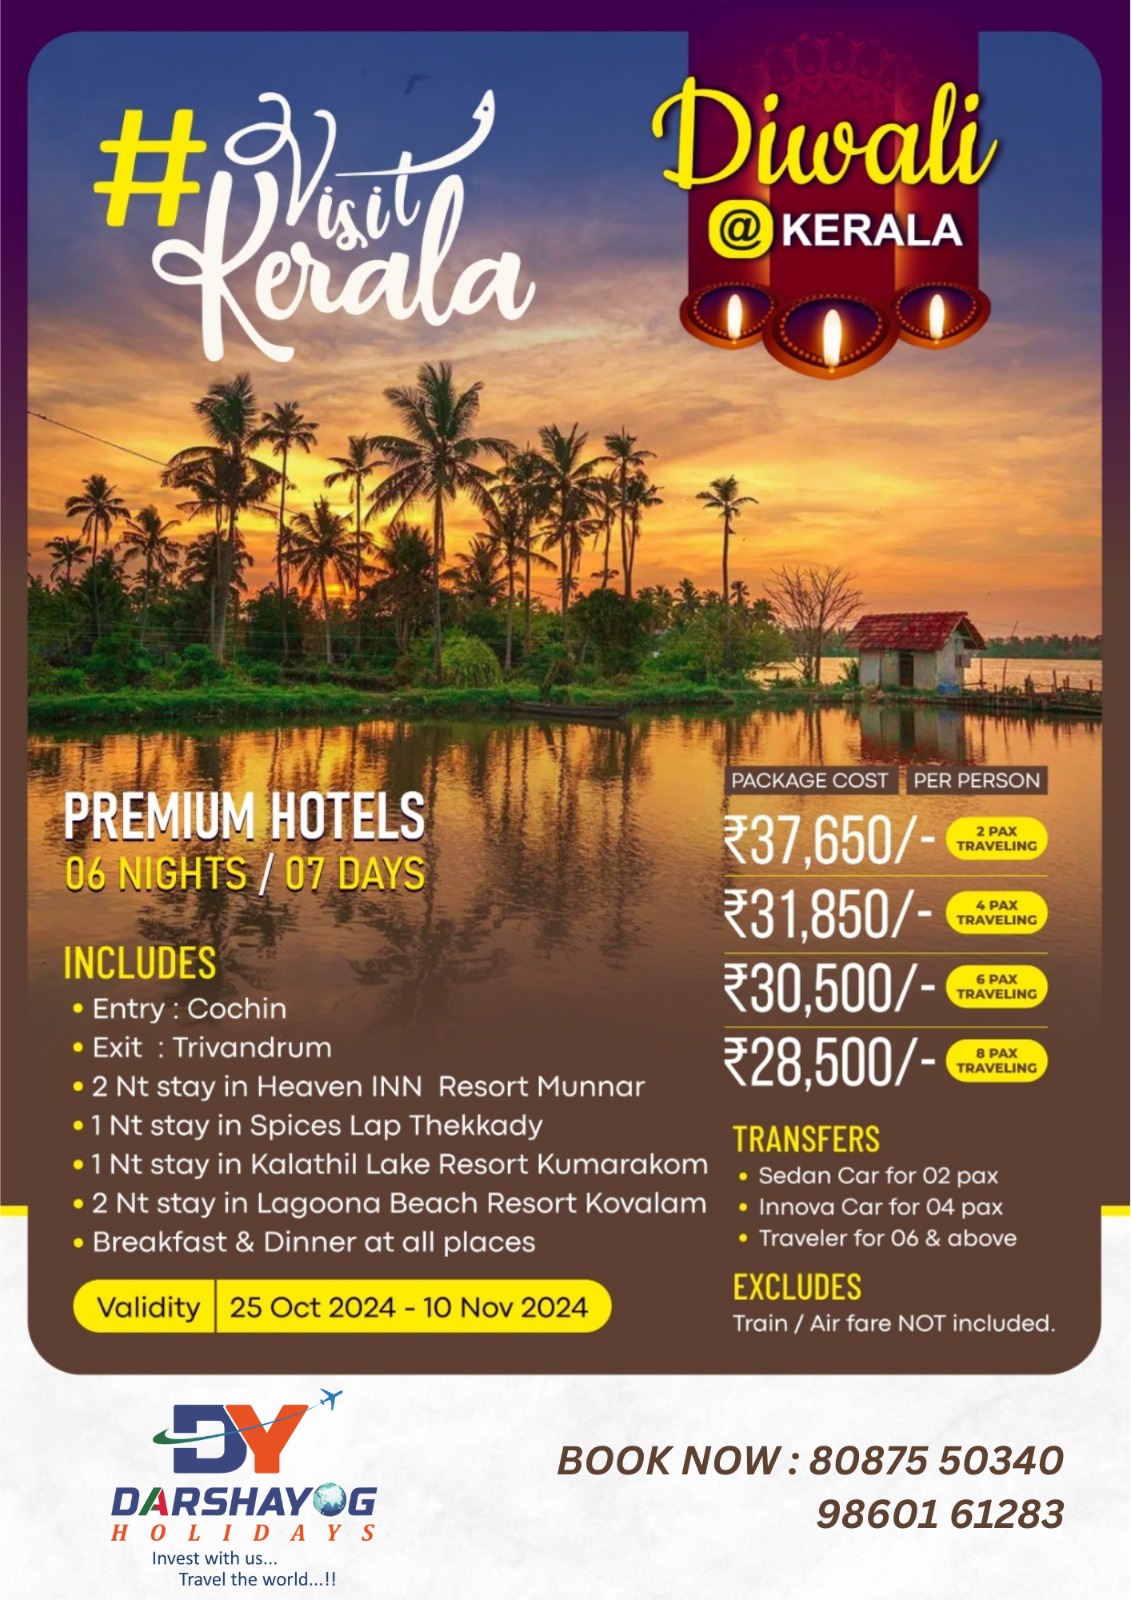 #Visit
Kerala
Diwali
@ KERALA
PREMIUM HOTELS
06 NIGHTS / 07 DAYS
INCLUDES
• Entry : Cochin
• Exit : Trivandrum
• 2 Nt stay in Heaven INN Resort Munnar
• 1 Nt stay in Spices Lap Thekkady
• 1 Nt stay in Kalathil Lake Resort Kumarakom
• 2 Nt stay in Lagoona Beach Resort Kovalam
• Breakfast & Dinner at all places
Validity | 25 Oct 2024 - 10 Nov 2024
PACKAGE COST PER PERSON
₹37,650/- 2 PAX
TRAVELING
₹31,850/- 4 PAX
TRAVELING
₹30,500/- 6 PAX
TRAVELING
₹28,500/- 8 PAX
TRAVELING
TRANSFERS
• Sedan Car for 02 pax
• Innova Car for 04 pax
• Traveler for 06 & above
EXCLUDES
Train / Air fare NOT included.
DY
DARSHAYOG
HOLIDAYS
Invest with us...
Travel the world...!!
BOOK NOW : 80875 50340
98601 61283